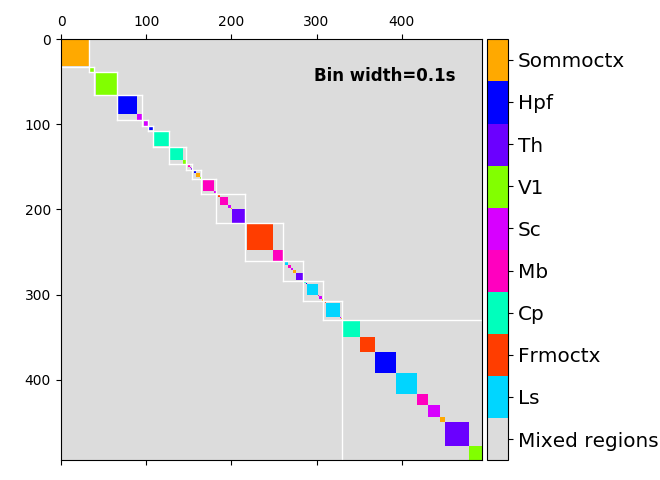 0 100 200 300 400
0
100
200
300
400
Bin width=0.1s
Sommoctx
Hpf
Th
V1
Sc
Mb
Cp
Frmoctx
Ls
Mixed regions